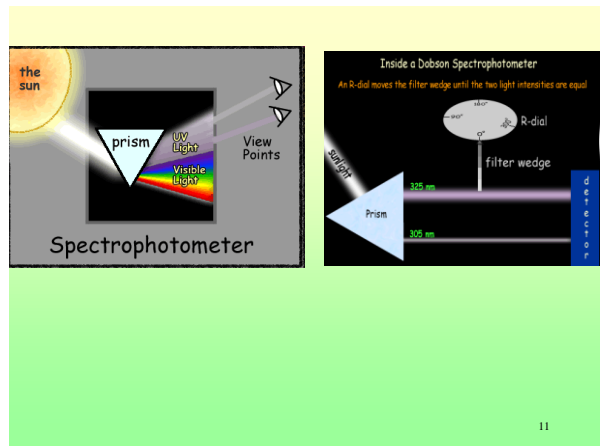 the
sun
prism
UV
Light
Visible
Light
View
Points
Spectrophotometer
Inside a Dobson Spectrophotometer
An R-dial moves the filter wedge until the two light intensities are equal
180°
90°
300
0°
R-dial
filter wedge
sunlight
Prism
325 nm
305 nm
detector
11